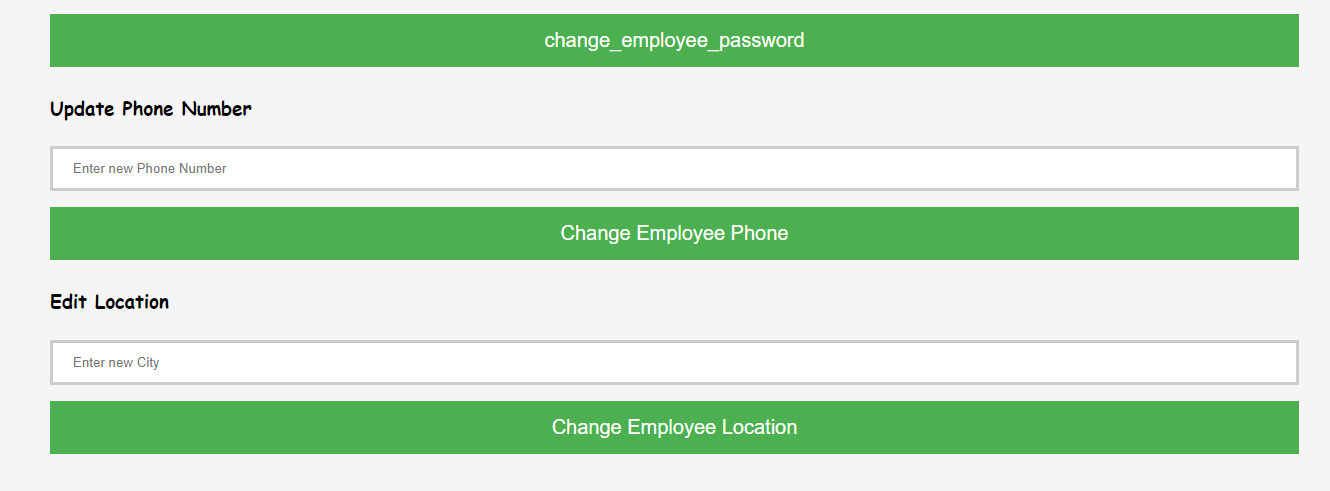 change_employee_password
Update Phone Number
Enter new Phone Number
Change Employee Phone
Edit Location
Enter new City
Change Employee Location